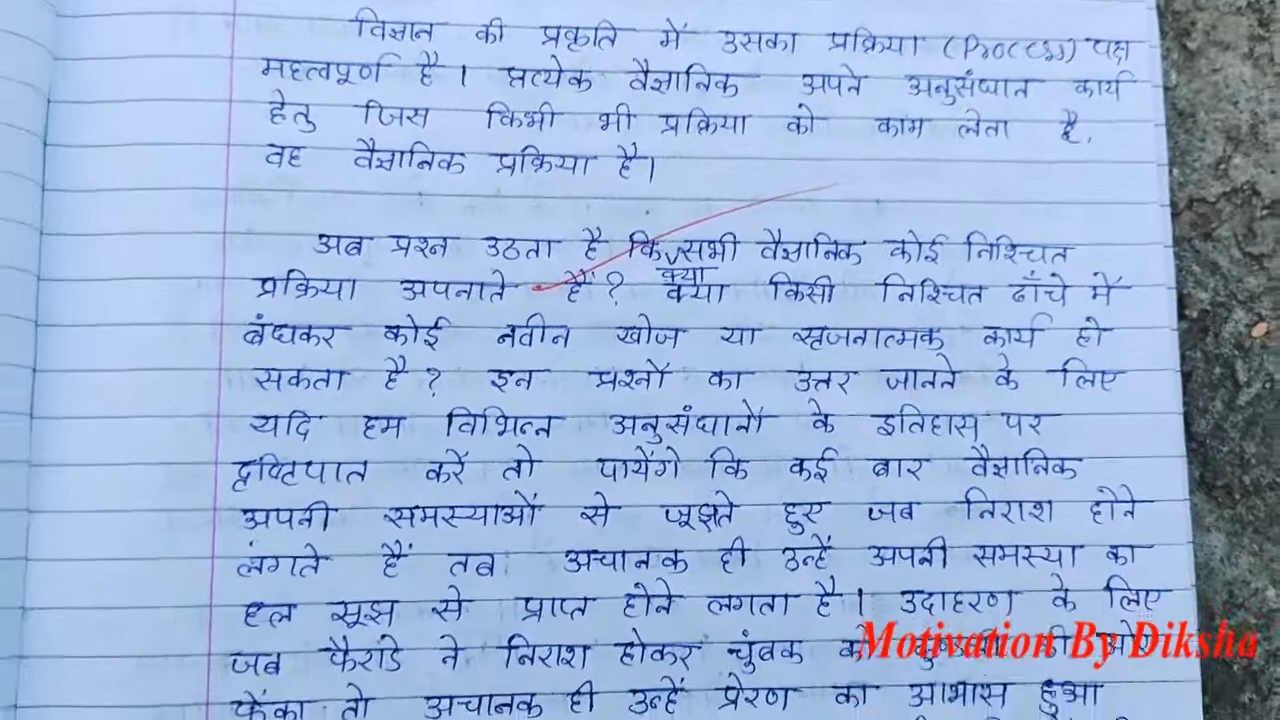 विज्ञान की प्रकृति में उसका प्रक्रिया (Process) पक्ष
महत्वपूर्ण है। प्रत्येक वैज्ञानिक अपने अनुसंधान कार्य
हेतु जिस किसी भी प्रक्रिया को काम लेता है,
वह वैज्ञानिक प्रक्रिया है।
अब प्रश्न उठता है कि सभी वैज्ञानिक कोई निश्चित
क्या
प्रक्रिया अपनाते हैं? क्या किसी निश्चित ढाँचे में
बंधकर कोई नवीन खोज या सृजनात्मक कार्य हो
सकता है? इन प्रश्नों का उत्तर जानने के लिए
यदि हम विभिन्न अनुसंधानों के इतिहास पर
दृष्टिपात करें तो पायेंगे कि कई बार वैज्ञानिक
अपनी समस्याओं से जूझते हुए जब निराश होने
लगते हैं तब अचानक ही उन्हें अपनी समस्या का
हल सूझ से प्राप्त होने लगता है। उदाहरण के लिए
जब फैराडे ने निराश होकर चुंबक को की ओर
फेंका तो अचानक ही उन्हें प्रेरण का आभास हुआ
Motivation By Diksha